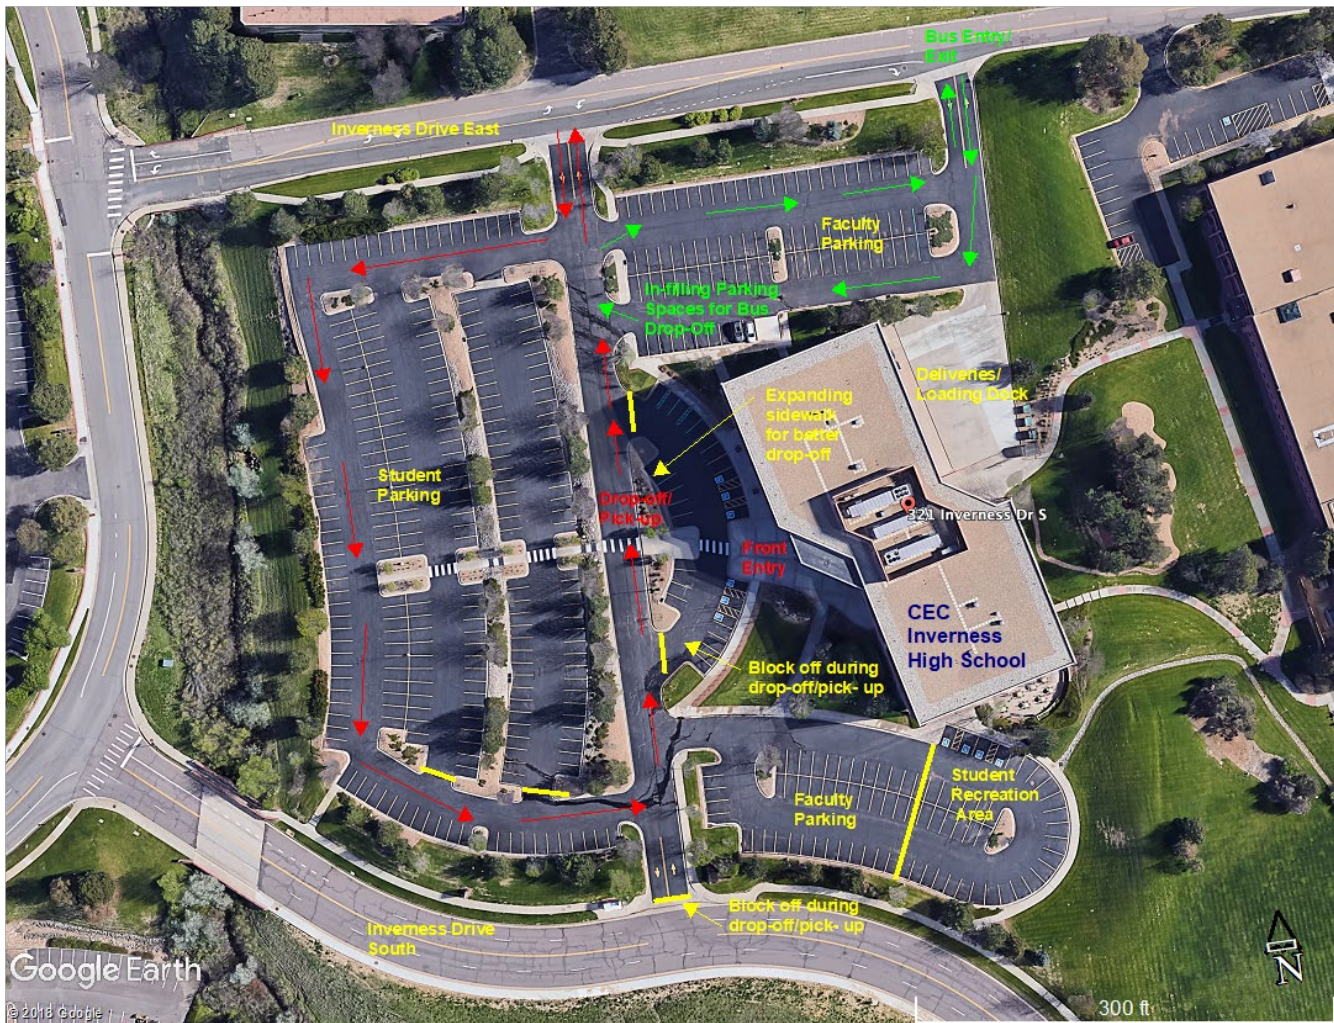 Bus Entry/
Exit
Inverness Drive East
Faculty
Parking
In-filling Parking
Spaces for Bus
Drop-Off
Deliveries/
Loading Dock
Expanding
sidewalk
for better
drop-off
Student
Parking
Drop-off/
Pick-up
321 Inverness Dr S
Front
Entry
CEC
Inverness
High School
Block off during
drop-off/pick- up
Student
Recreation
Area
Faculty
Parking
Block off during
drop-off/pick- up
Inverness Drive
South
Google Earth
© 2018 Google
300 ft
N